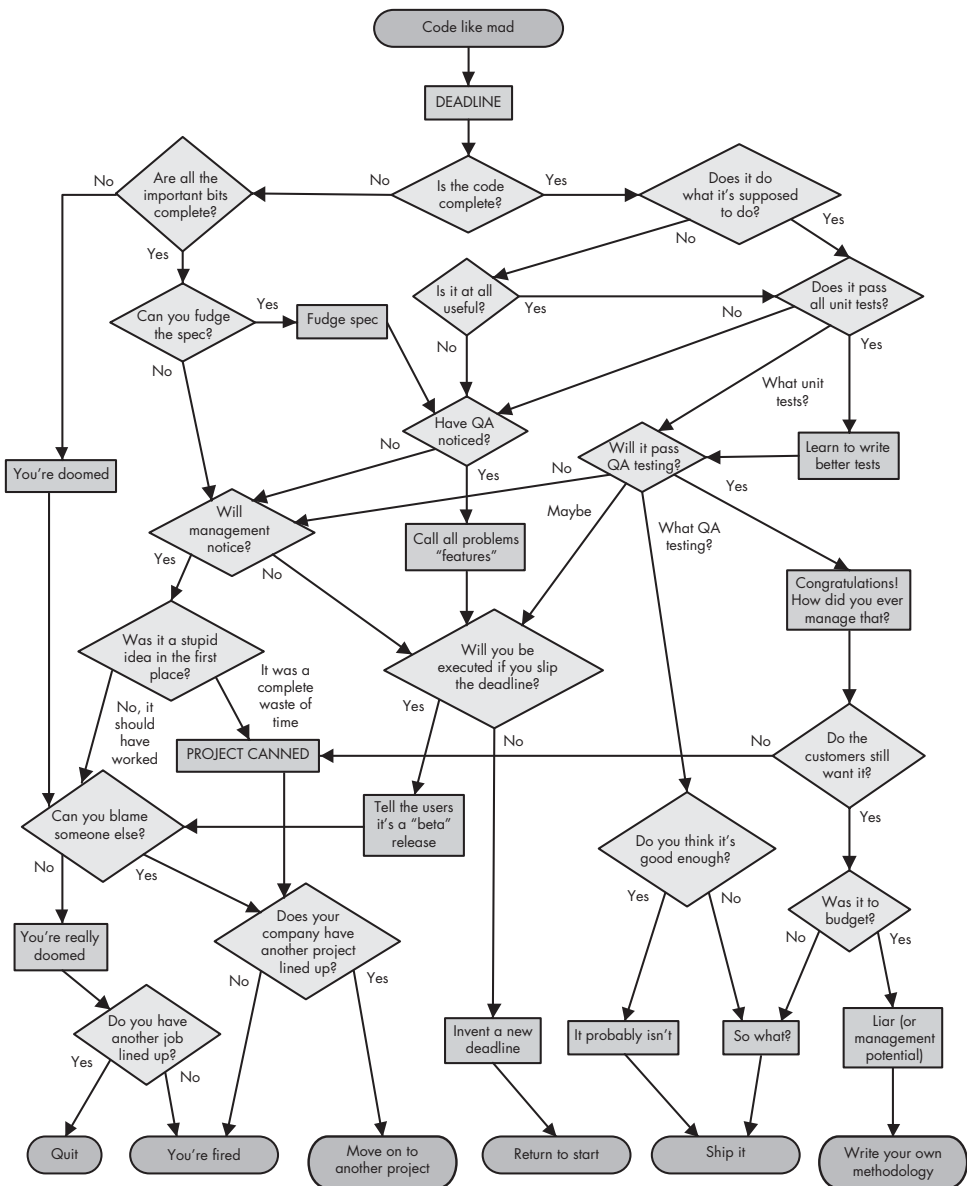 Code like mad
DEADLINE
No
Are all the
important bits
complete?
No
Is the code
complete?
Yes
Does it do
what it's supposed
to do?
Yes
No
Yes
Can you fudge
the spec?
Yes
Fudge spec
Is it at all
useful?
Yes
No
Does it pass
all unit tests?
No
No
Yes
What unit
tests?
Have QA
noticed?
No
Yes
Will it pass
QA testing?
Learn to write
better tests
You're doomed
No
Yes
Maybe
What QA
testing?
Will
management
notice?
Yes
No
Call all problems
"features"
Congratulations!
How did you ever
manage that?
Was it a stupid
idea in the first
place?
It was a
complete
waste of
time
No, it
should
have
worked
Will you be
executed if you slip
the deadline?
Yes
No
PROJECT CANNED
No
Do the
customers still
want it?
Yes
Can you blame
someone else?
No
Yes
Tell the users
it's a "beta"
release
Do you think it's
good enough?
Yes
No
Was it to
budget?
No
Yes
You're really
doomed
Does your
company have
another project
lined up?
No
Yes
Do you have
another job
lined up?
Yes
No
Invent a new
deadline
It probably isn't
So what?
Liar (or
management
potential)
Quit
You're fired
Move on to
another project
Return to start
Ship it
Write your own
methodology